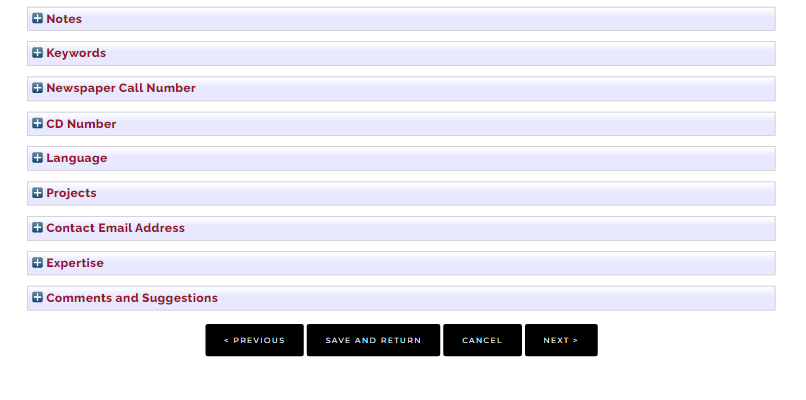 Notes
Keywords
Newspaper Call Number
CD Number
Language
Projects
Contact Email Address
Expertise
Comments and Suggestions
< PREVIOUS SAVE AND RETURN CANCEL NEXT >